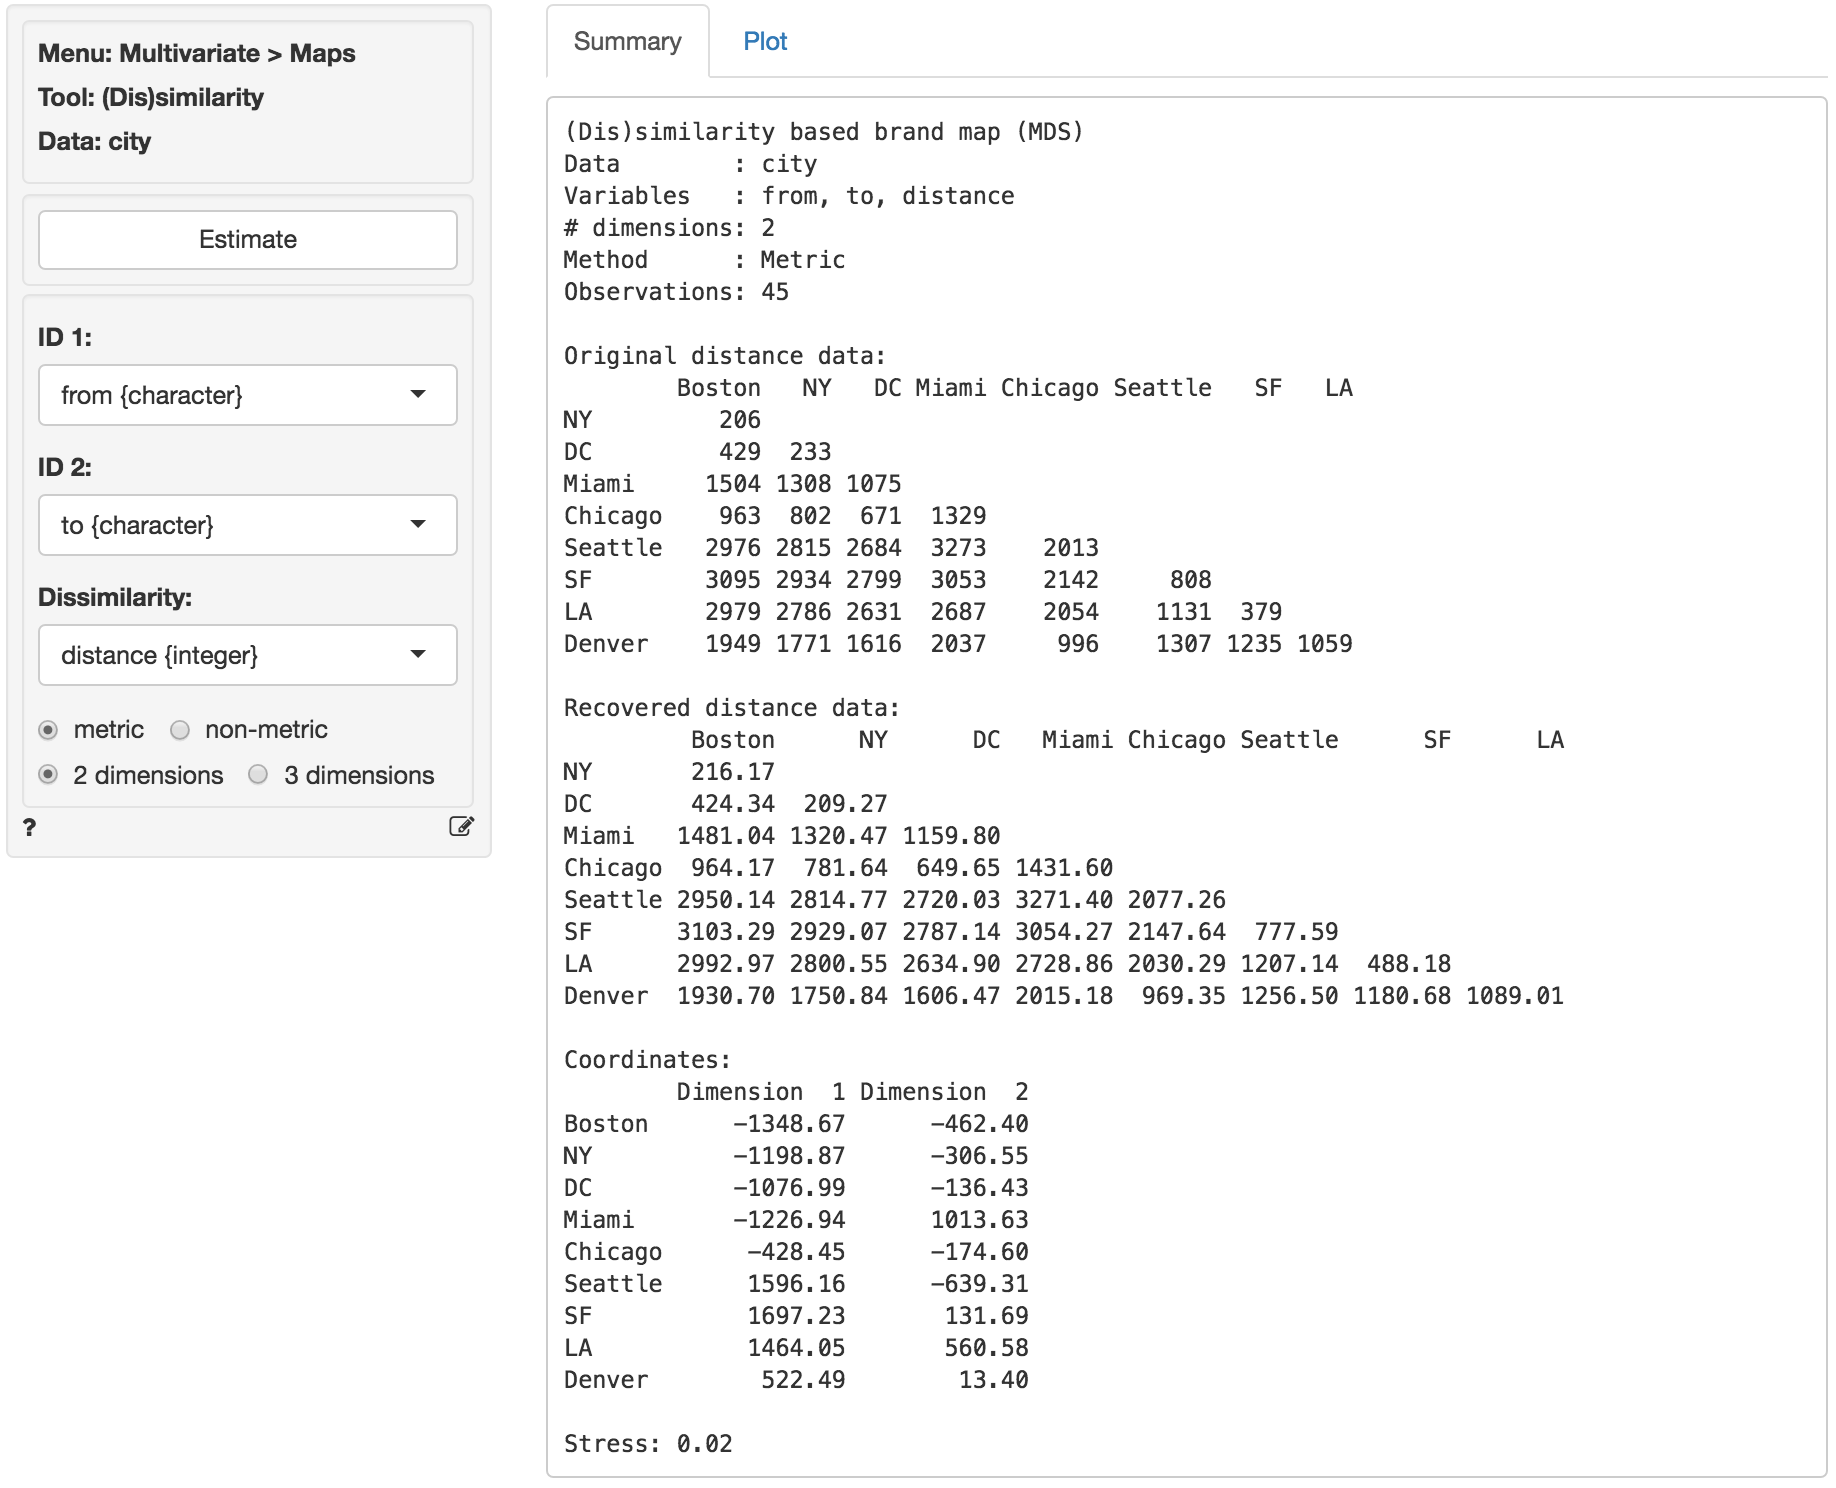 Menu: Multivariate > Maps
Tool: (Dis)similarity
Data: city
Estimate
ID 1:
from {character}
ID 2:
to {character}
Dissimilarity:
distance {integer}
metric non-metric
2 dimensions 3 dimensions
?
Summary Plot
(Dis)similarity based brand map (MDS)
Data        : city
Variables   : from, to, distance
# dimensions: 2
Method      : Metric
Observations: 45
Original distance data:
        Boston   NY   DC Miami Chicago Seattle   SF   LA
NY         206
DC         429  233
Miami     1504 1308 1075
Chicago    963  802  671  1329
Seattle   2976 2815 2684  3273    2013
SF        3095 2934 2799  3053    2142     808
LA        2979 2786 2631  2687    2054    1131  379
Denver    1949 1771 1616  2037     996    1307 1235 1059
Recovered distance data:
         Boston      NY      DC   Miami Chicago Seattle      SF      LA
NY       216.17
DC       424.34  209.27
Miami   1481.04 1320.47 1159.80
Chicago  964.17  781.64  649.65 1431.60
Seattle 2950.14 2814.77 2720.03 3271.40 2077.26
SF      3103.29 2929.07 2787.14 3054.27 2147.64  777.59
LA      2992.97 2800.55 2634.90 2728.86 2030.29 1207.14  488.18
Denver  1930.70 1750.84 1606.47 2015.18  969.35 1256.50 1180.68 1089.01
Coordinates:
        Dimension  1 Dimension  2
Boston      -1348.67      -462.40
NY          -1198.87      -306.55
DC          -1076.99      -136.43
Miami       -1226.94      1013.63
Chicago      -428.45      -174.60
Seattle      1596.16      -639.31
SF           1697.23       131.69
LA           1464.05       560.58
Denver        522.49        13.40
Stress: 0.02